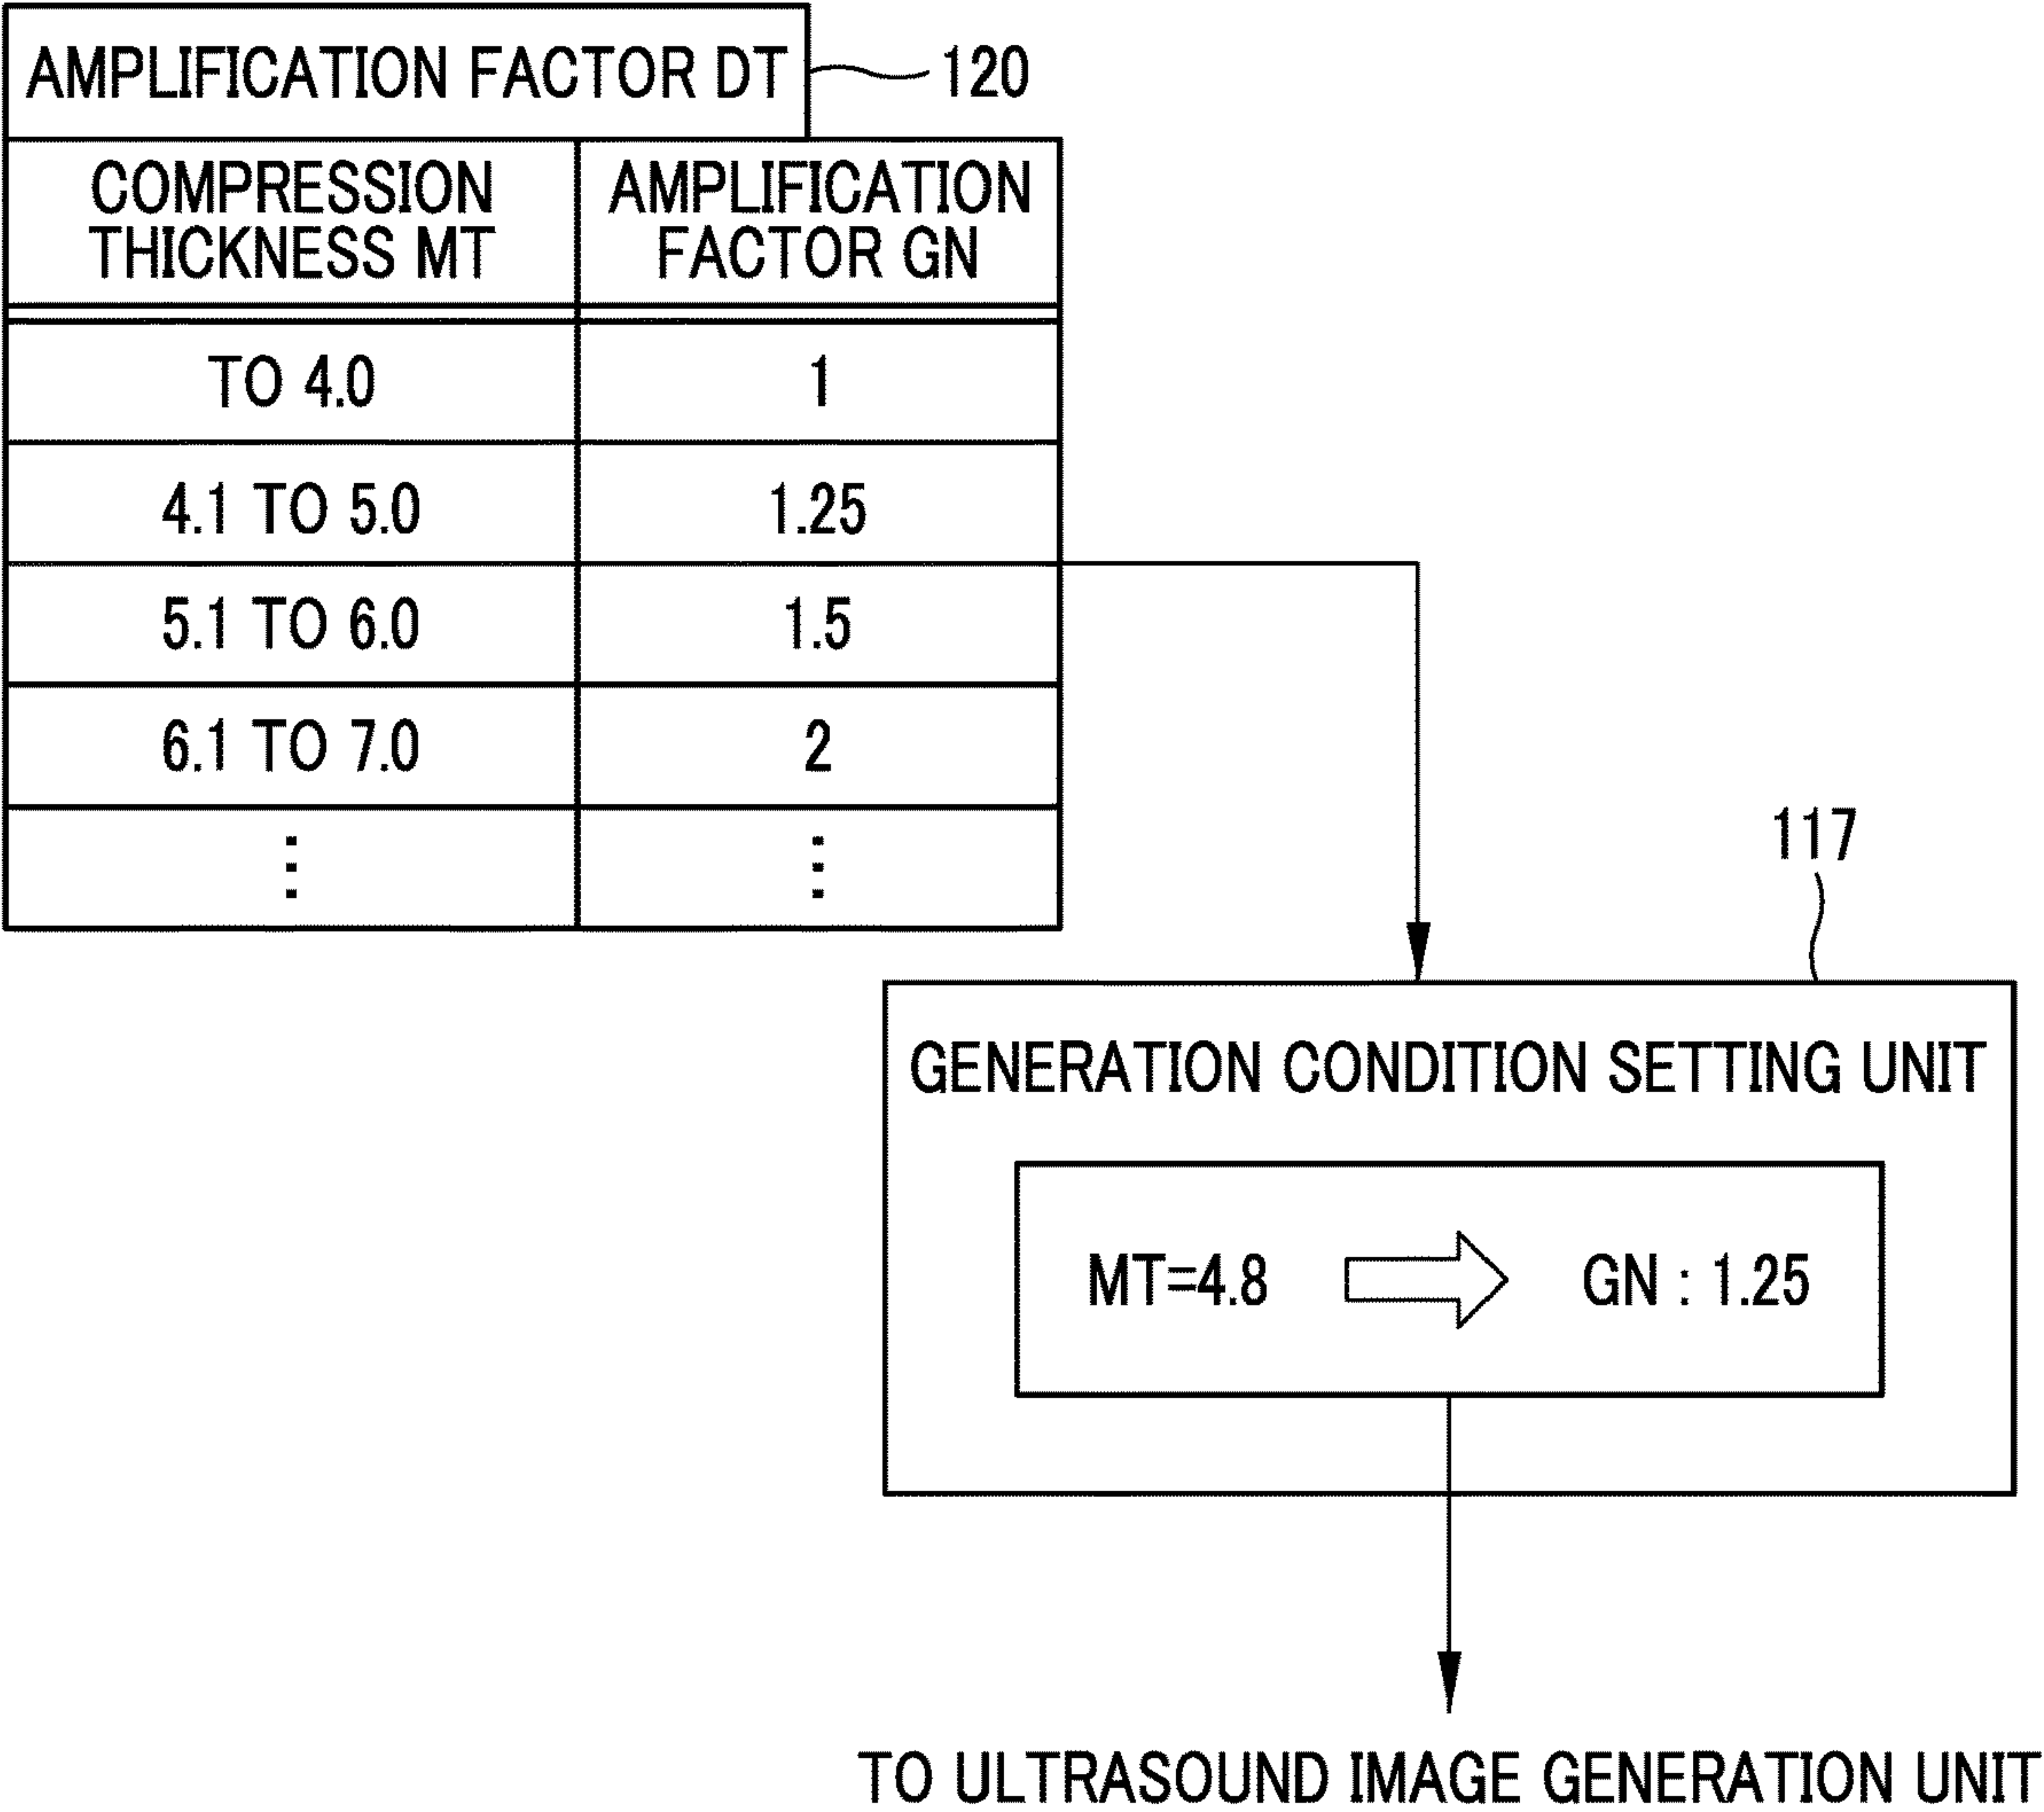 AMPLIFICATION FACTOR DT
120
COMPRESSION
THICKNESS MT
AMPLIFICATION
FACTOR GN
TO 4.0
1
4.1 TO 5.0
1.25
5.1 TO 6.0
1.5
6.1 TO 7.0
2
⋮
⋮
117
GENERATION CONDITION SETTING UNIT
MT=4.8
GN : 1.25
TO ULTRASOUND IMAGE GENERATION UNIT